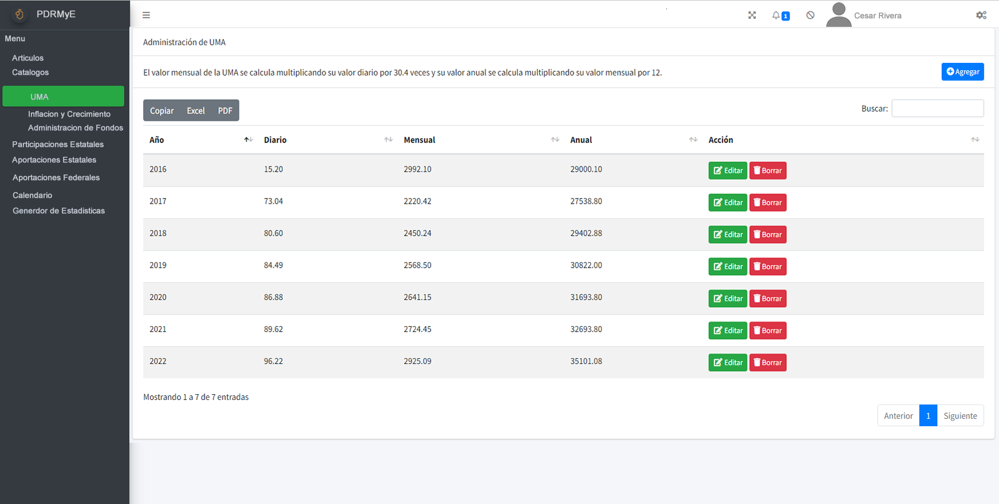 PDRMyE
1
Cesar Rivera
Menu
Articulos
Catalogos
UMA
Inflacion y Crecimiento
Administracion de Fondos
Participaciones Estatales
Aportaciones Estatales
Aportaciones Federales
Calendario
Generdor de Estadisticas
Administración de UMA
El valor mensual de la UMA se calcula multiplicando su valor diario por 30.4 veces y su valor anual se calcula multiplicando su valor mensual por 12.
Agregar
Copiar Excel PDF
Buscar:
Año Diario Mensual Anual Acción
2016 15.20 2992.10 29000.10 Editar Borrar
2017 73.04 2220.42 27538.80 Editar Borrar
2018 80.60 2450.24 29402.88 Editar Borrar
2019 84.49 2568.50 30822.00 Editar Borrar
2020 86.88 2641.15 31693.80 Editar Borrar
2021 89.62 2724.45 32693.80 Editar Borrar
2022 96.22 2925.09 35101.08 Editar Borrar
Mostrando 1 a 7 de 7 entradas
Anterior 1 Siguiente